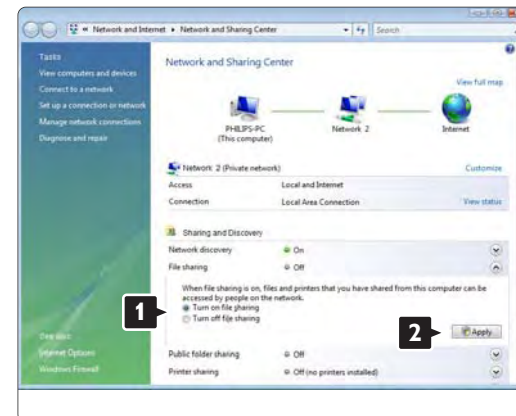 Network and Internet ▸ Network and Sharing Center
Search
Tasks
View computers and devices
Connect to a network
Set up a connection or network
Manage network connections
Diagnose and repair
See also
Internet Options
Windows Firewall
Network and Sharing Center
View full map
PHILIPS-PC
(This computer)
Network 2
Internet
Network 2 (Private network)
Customize
Access Local and Internet
Connection Local Area Connection View status
Sharing and Discovery
Network discovery On
File sharing Off
When file sharing is on, files and printers that you have shared from this computer can be
accessed by people on the network.
1
Turn on file sharing
Turn off file sharing
2
Apply
Public folder sharing Off
Printer sharing Off (no printers installed)